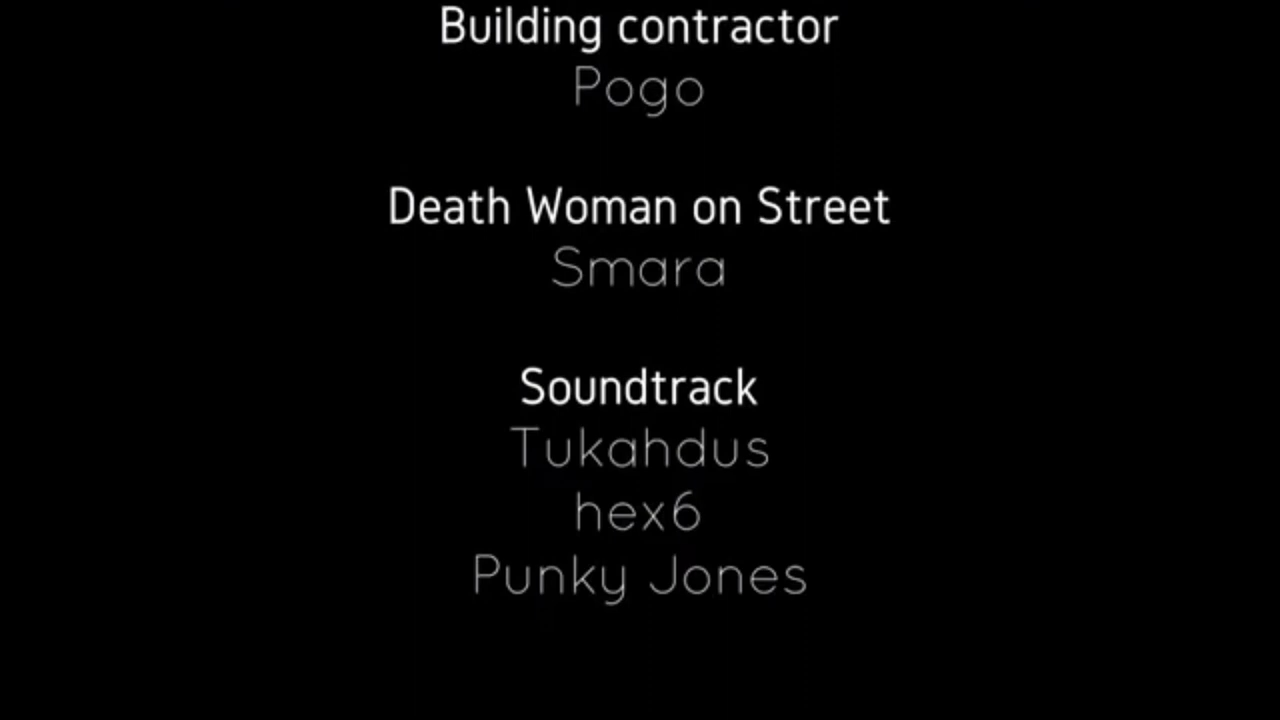 Building contractor
Pogo
Death Woman on Street
Smara
Soundtrack
Tukahdus
hex6
Punky Jones